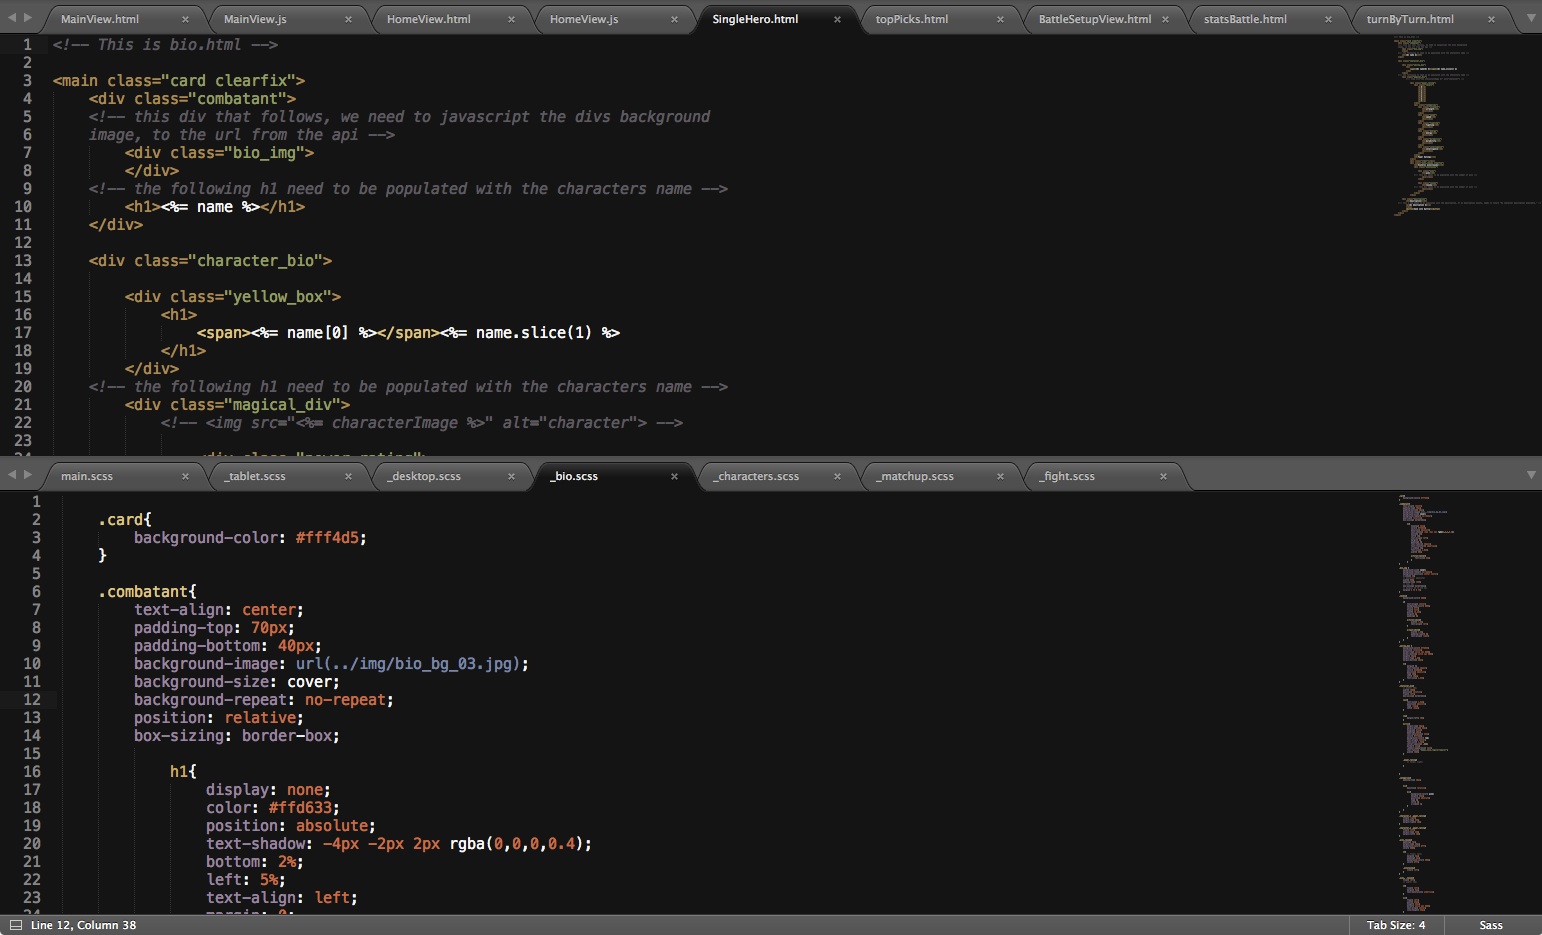 MainView.html × MainView.js × HomeView.html × HomeView.js × SingleHero.html × topPicks.html × BattleSetupView.html × statsBattle.html × turnByTurn.html ×
1 <!-- This is bio.html -->
2
3 <main class="card clearfix">
4 <div class="combatant">
5 <!-- this div that follows, we need to javascript the divs background
6 image, to the url from the api -->
7 <div class="bio_img">
8 </div>
9 <!-- the following h1 need to be populated with the characters name -->
10 <h1><%= name %></h1>
11 </div>
12
13 <div class="character_bio">
14
15 <div class="yellow_box">
16 <h1>
17 <span><%= name[0] %></span><%= name.slice(1) %>
18 </h1>
19 </div>
20 <!-- the following h1 need to be populated with the characters name -->
21 <div class="magical_div">
22 <!-- <img src="<%= characterImage %>" alt="character"> -->
23
24 <div class="power_rating">
main.scss × _tablet.scss × _desktop.scss × _bio.scss × _characters.scss × _matchup.scss × _fight.scss ×
1
2 .card{
3 background-color: #fff4d5;
4 }
5
6 .combatant{
7 text-align: center;
8 padding-top: 70px;
9 padding-bottom: 40px;
10 background-image: url(../img/bio_bg_03.jpg);
11 background-size: cover;
12 background-repeat: no-repeat;
13 position: relative;
14 box-sizing: border-box;
15
16 h1{
17 display: none;
18 color: #ffd633;
19 position: absolute;
20 text-shadow: -4px -2px 2px rgba(0,0,0,0.4);
21 bottom: 2%;
22 left: 5%;
23 text-align: left;
24 margin: 0;
Line 12, Column 38 Tab Size: 4 Sass